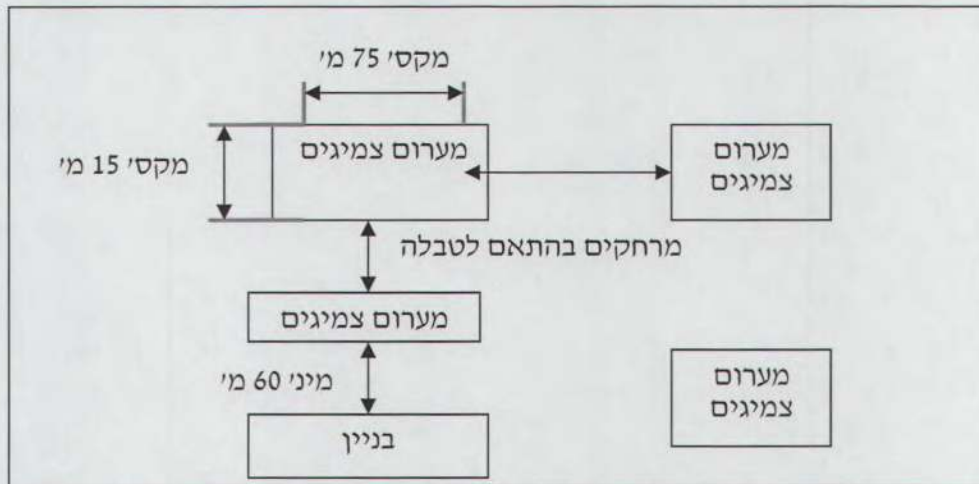 מקסי 75 מ'
מערום צמיגים
מקסי 15 מ'
מערום
צמיגים
מרחקים בהתאם לטבלה
מערום צמיגים
מיני 60 מ'
מערום
צמיגים
בניין